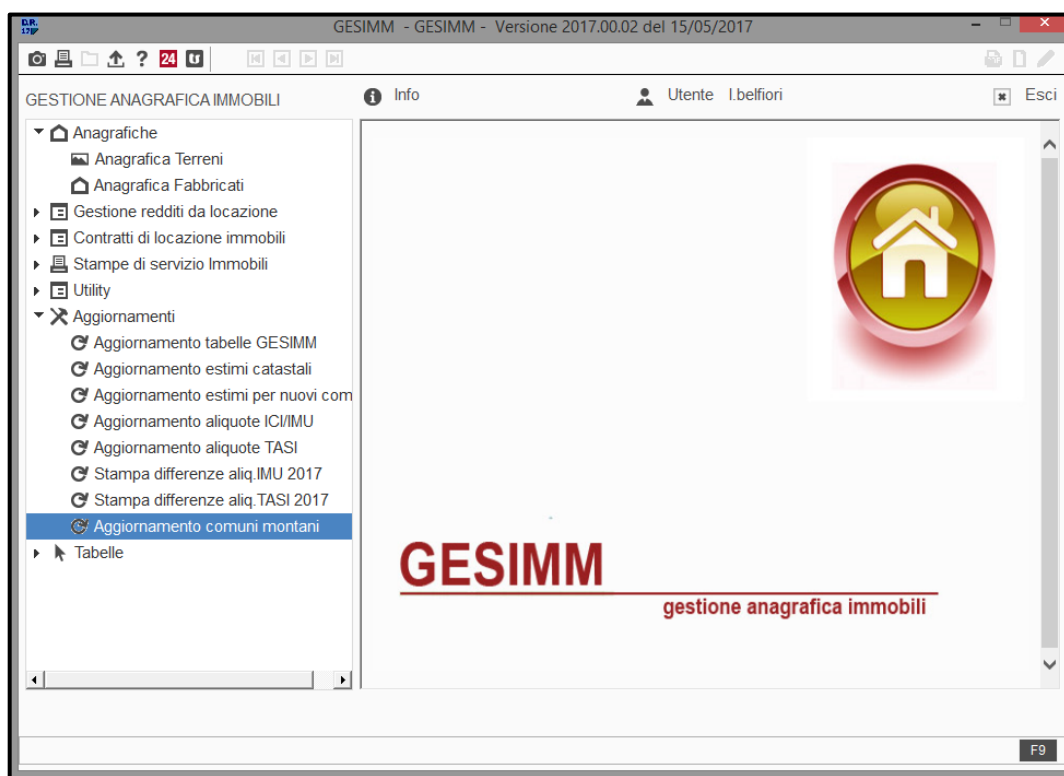 D.R.
GESIMM - GESIMM - Versione 2017.00.02 del 15/05/2017
? 24
GESTIONE ANAGRAFICA IMMOBILI
Info
Utente l.belfiori
Esci
Anagrafiche
Anagrafica Terreni
Anagrafica Fabbricati
Gestione redditi da locazione
Contratti di locazione immobili
Stampe di servizio Immobili
Utility
Aggiornamenti
Aggiornamento tabelle GESIMM
Aggiornamento estimi catastali
Aggiornamento estimi per nuovi com
Aggiornamento aliquote ICI/IMU
Aggiornamento aliquote TASI
Stampa differenze aliq.IMU 2017
Stampa differenze aliq.TASI 2017
Aggiornamento comuni montani
Tabelle
GESIMM
gestione anagrafica immobili
F9